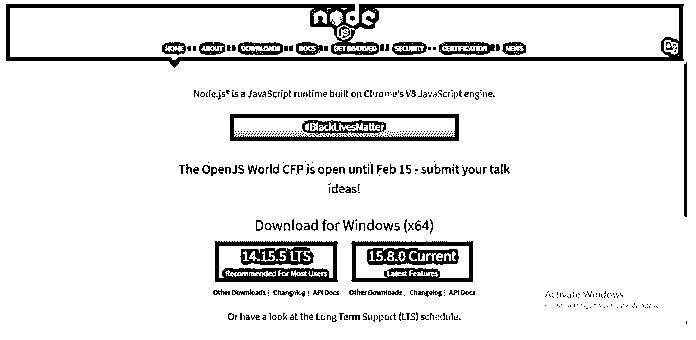 node
JS
HOME ABOUT DOWNLOADS DOCS GET INVOLVED SECURITY CERTIFICATION NEWS
Node.js® is a JavaScript runtime built on Chrome's V8 JavaScript engine.
#BlackLivesMatter
The OpenJS World CFP is open until Feb 15 - submit your talk
ideas!
Download for Windows (x64)
14.15.5 LTS 15.8.0 Current
Recommended For Most Users Latest Features
Other Downloads | Changelog | API Docs Other Downloads | Changelog | API Docs
Or have a look at the Long Term Support (LTS) schedule.
Activate Windows